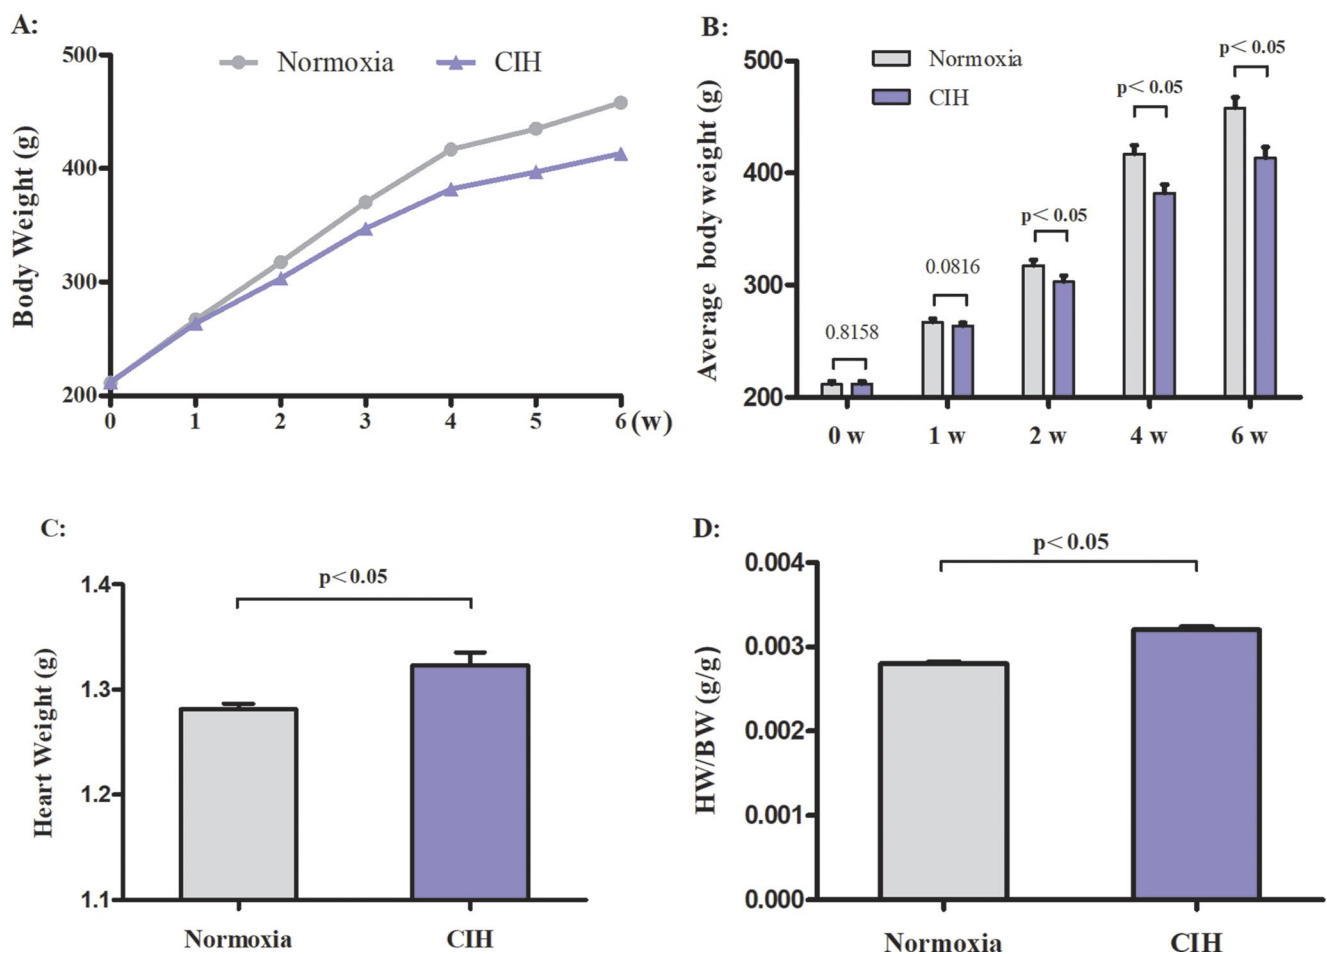 A:
500
400
300
200
Body Weight (g)
Normoxia
CIH
0 1 2 3 4 5 6 (w)
B:
500
400
300
200
Average body weight (g)
Normoxia
CIH
0.8158
0.0816
p< 0.05
p< 0.05
p< 0.05
0 w 1 w 2 w 4 w 6 w
C:
1.4
1.3
1.2
1.1
Heart Weight (g)
p< 0.05
Normoxia CIH
D:
0.004
0.003
0.002
0.001
0.000
HW/BW (g/g)
p< 0.05
Normoxia CIH